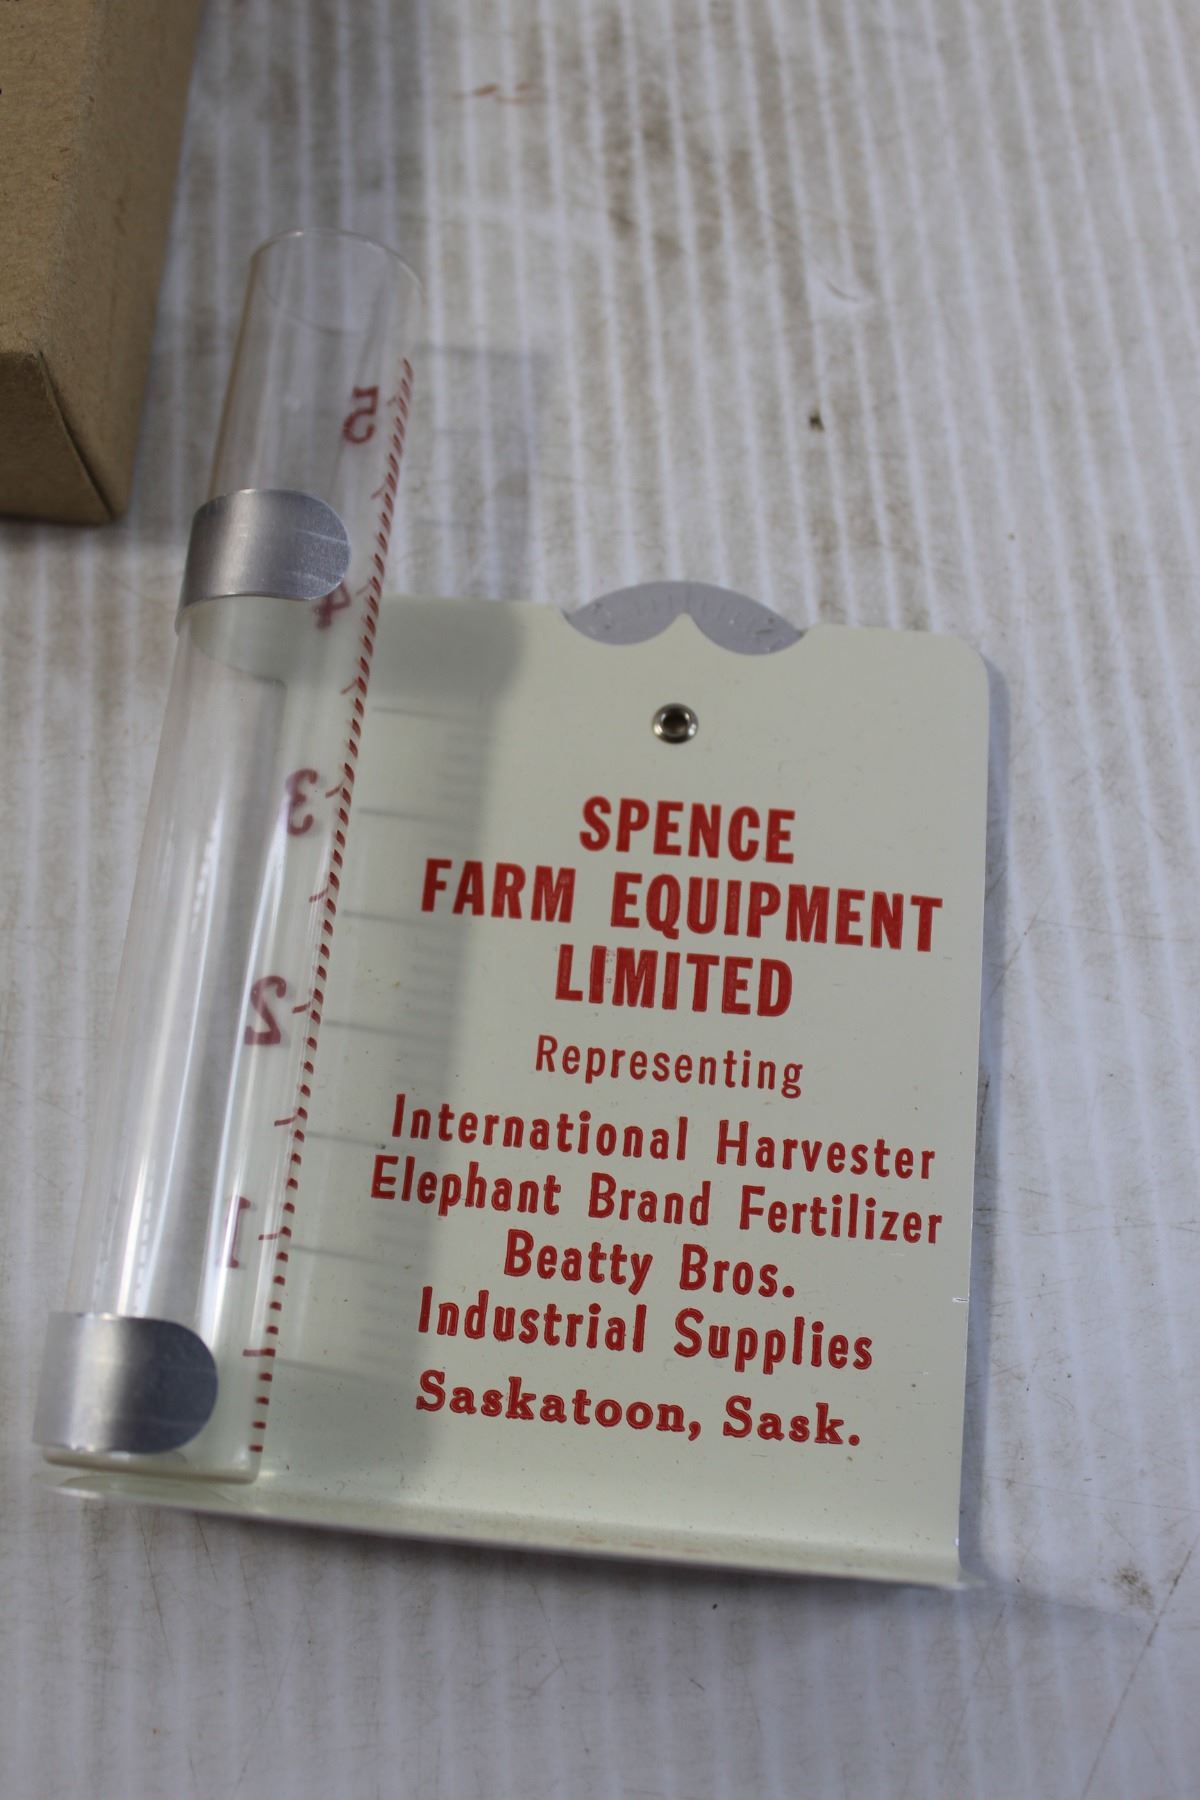 SPENCE
FARM EQUIPMENT
LIMITED
Representing
International Harvester
Elephant Brand Fertilizer
Beatty Bros.
Industrial Supplies
Saskatoon, Sask.
5
4
3
2
1